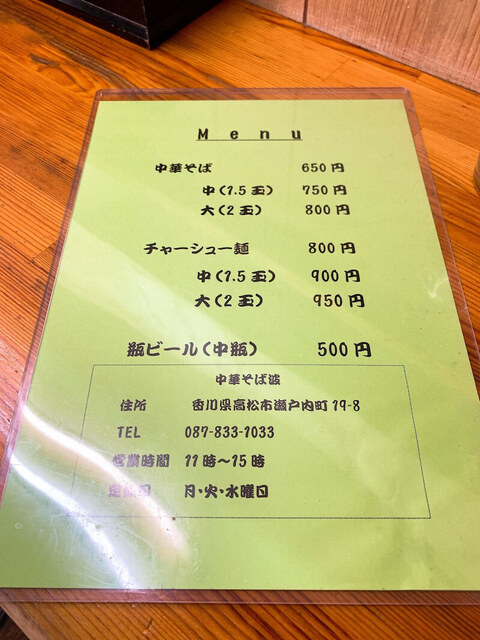 Menu
中華そば 650円
中(1.5玉) 750円
大(2玉) 800円
チャーシュー麺 800円
中(1.5玉) 900円
大(2玉) 950円
瓶ビール(中瓶) 500円
中華そば波
住所 香川県高松市瀬戸内町19-8
TEL 087-833-1033
営業時間 11時～15時
定休日 月・火・水曜日